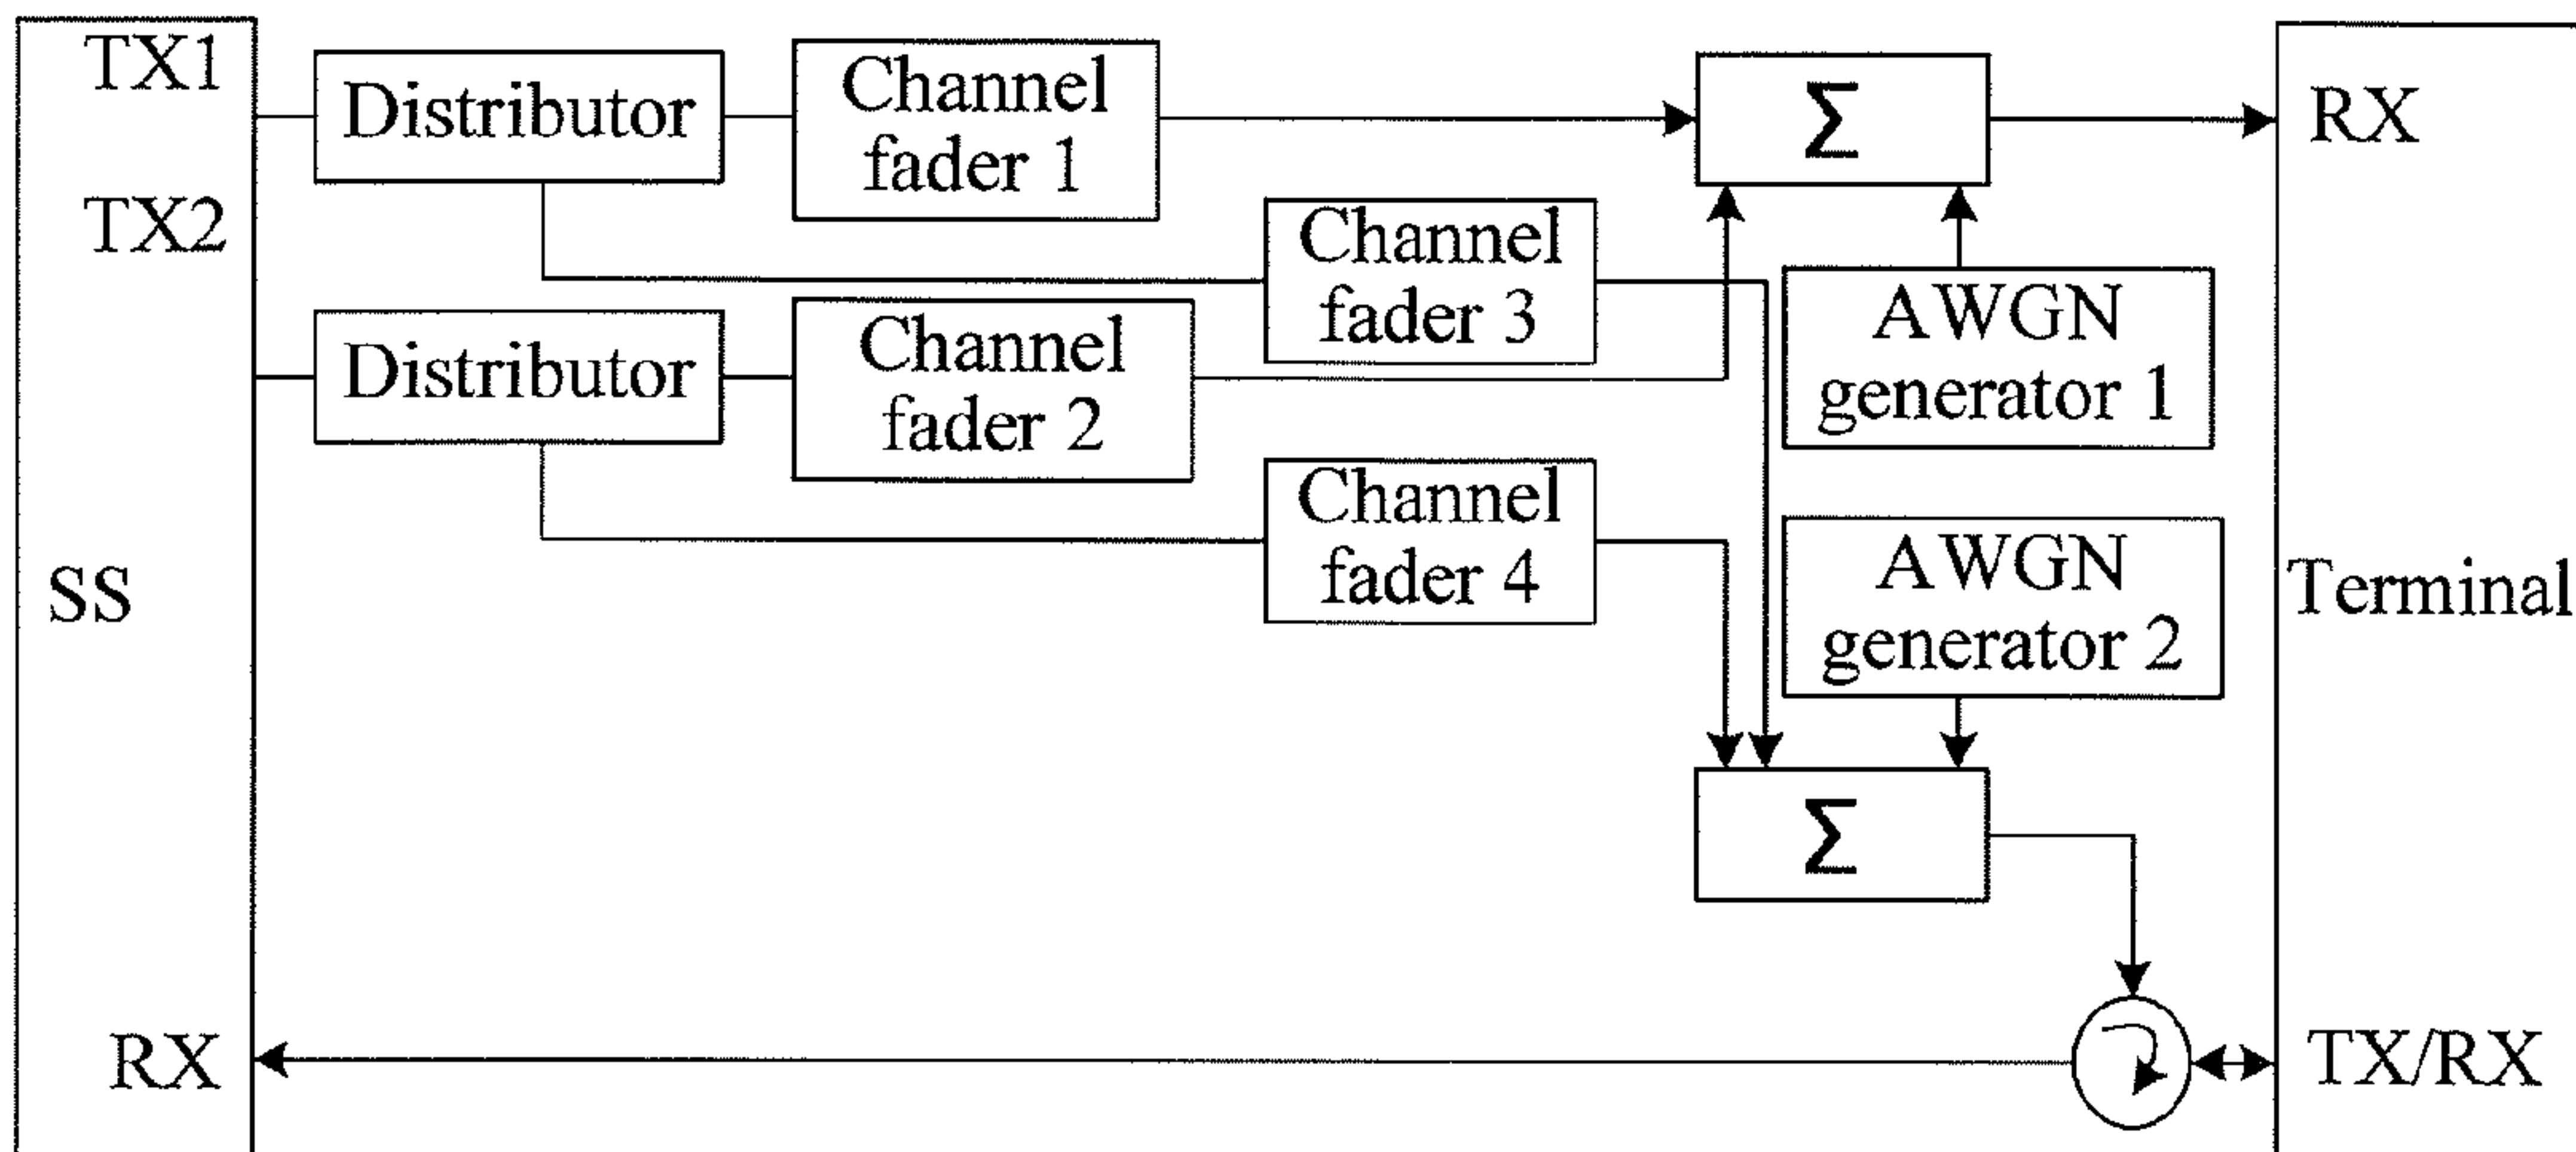 TX1
Distributor
Channel
fader 1
Σ
RX
TX2
Channel
fader 3
AWGN
generator 1
Distributor
Channel
fader 2
Channel
fader 4
AWGN
generator 2
SS
Terminal
Σ
RX
TX/RX